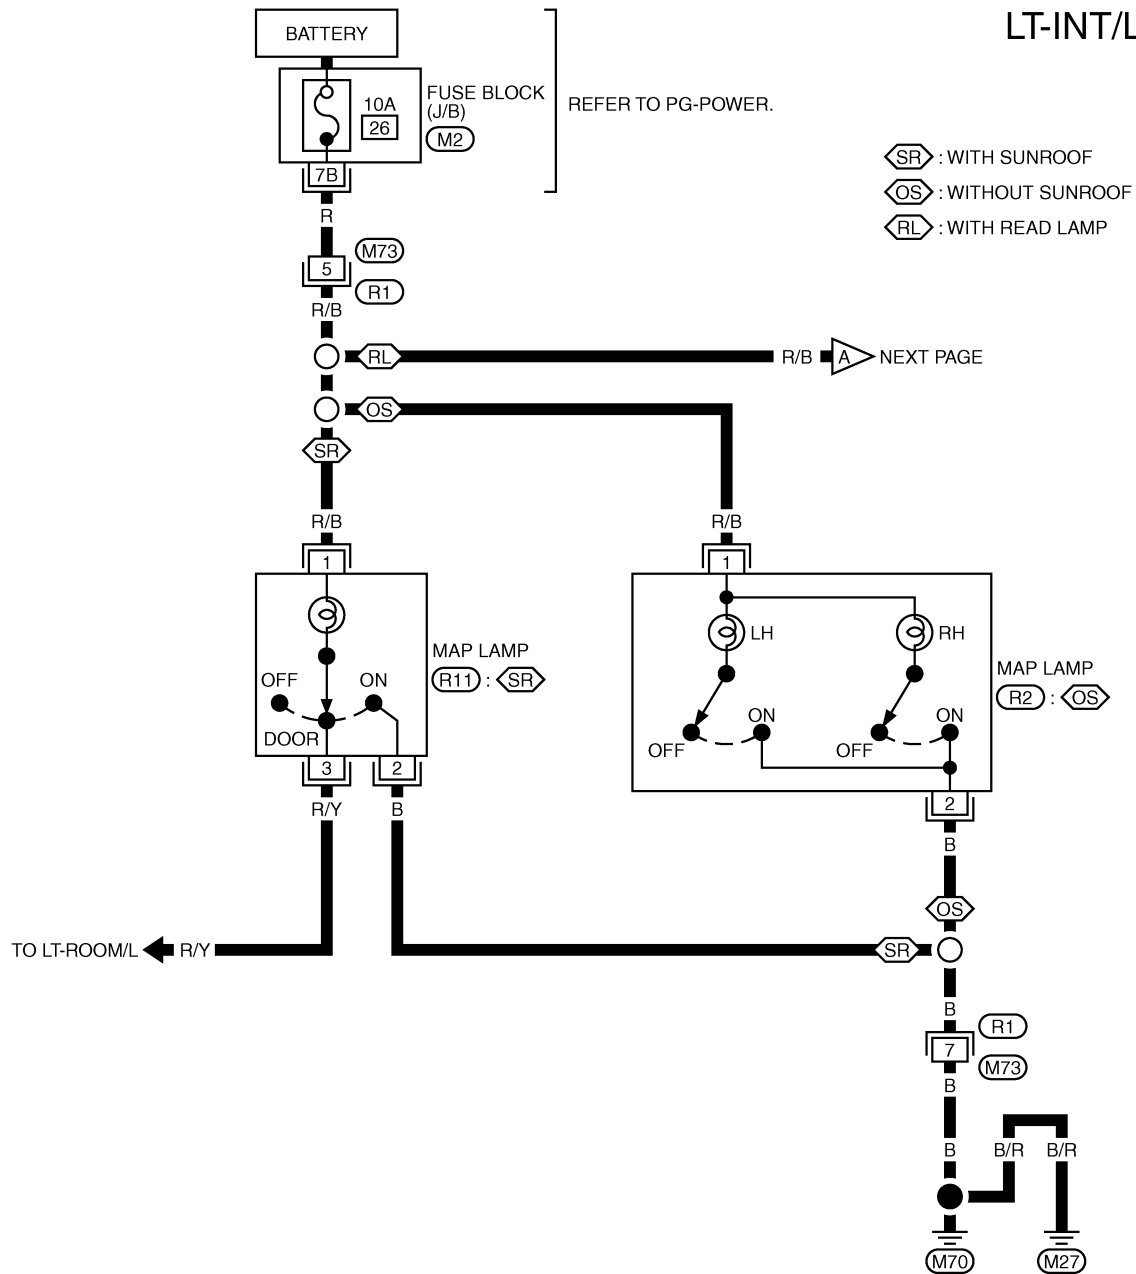 LT-INT/L
BATTERY
10A
26
FUSE BLOCK
(J/B)
M2
REFER TO PG-POWER.
7B
SR : WITH SUNROOF
OS : WITHOUT SUNROOF
RL : WITH READ LAMP
R
M73
5
R1
R/B
RL
R/B
A
NEXT PAGE
OS
SR
R/B
R/B
1
1
LH
RH
MAP LAMP
R11 : SR
OFF
ON
DOOR
MAP LAMP
R2 : OS
ON
ON
OFF
OFF
3
2
2
R/Y
B
B
OS
TO LT-ROOM/L
R/Y
SR
B
R1
7
M73
B
B
B/R
B/R
M70
M27